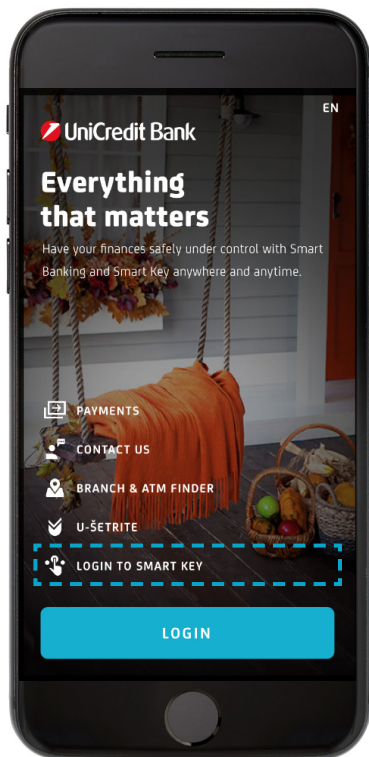 EN
UniCredit Bank
Everything
that matters
Have your finances safely under control with Smart
Banking and Smart Key anywhere and anytime.
PAYMENTS
CONTACT US
BRANCH & ATM FINDER
U-ŠETRITE
LOGIN TO SMART KEY
LOGIN